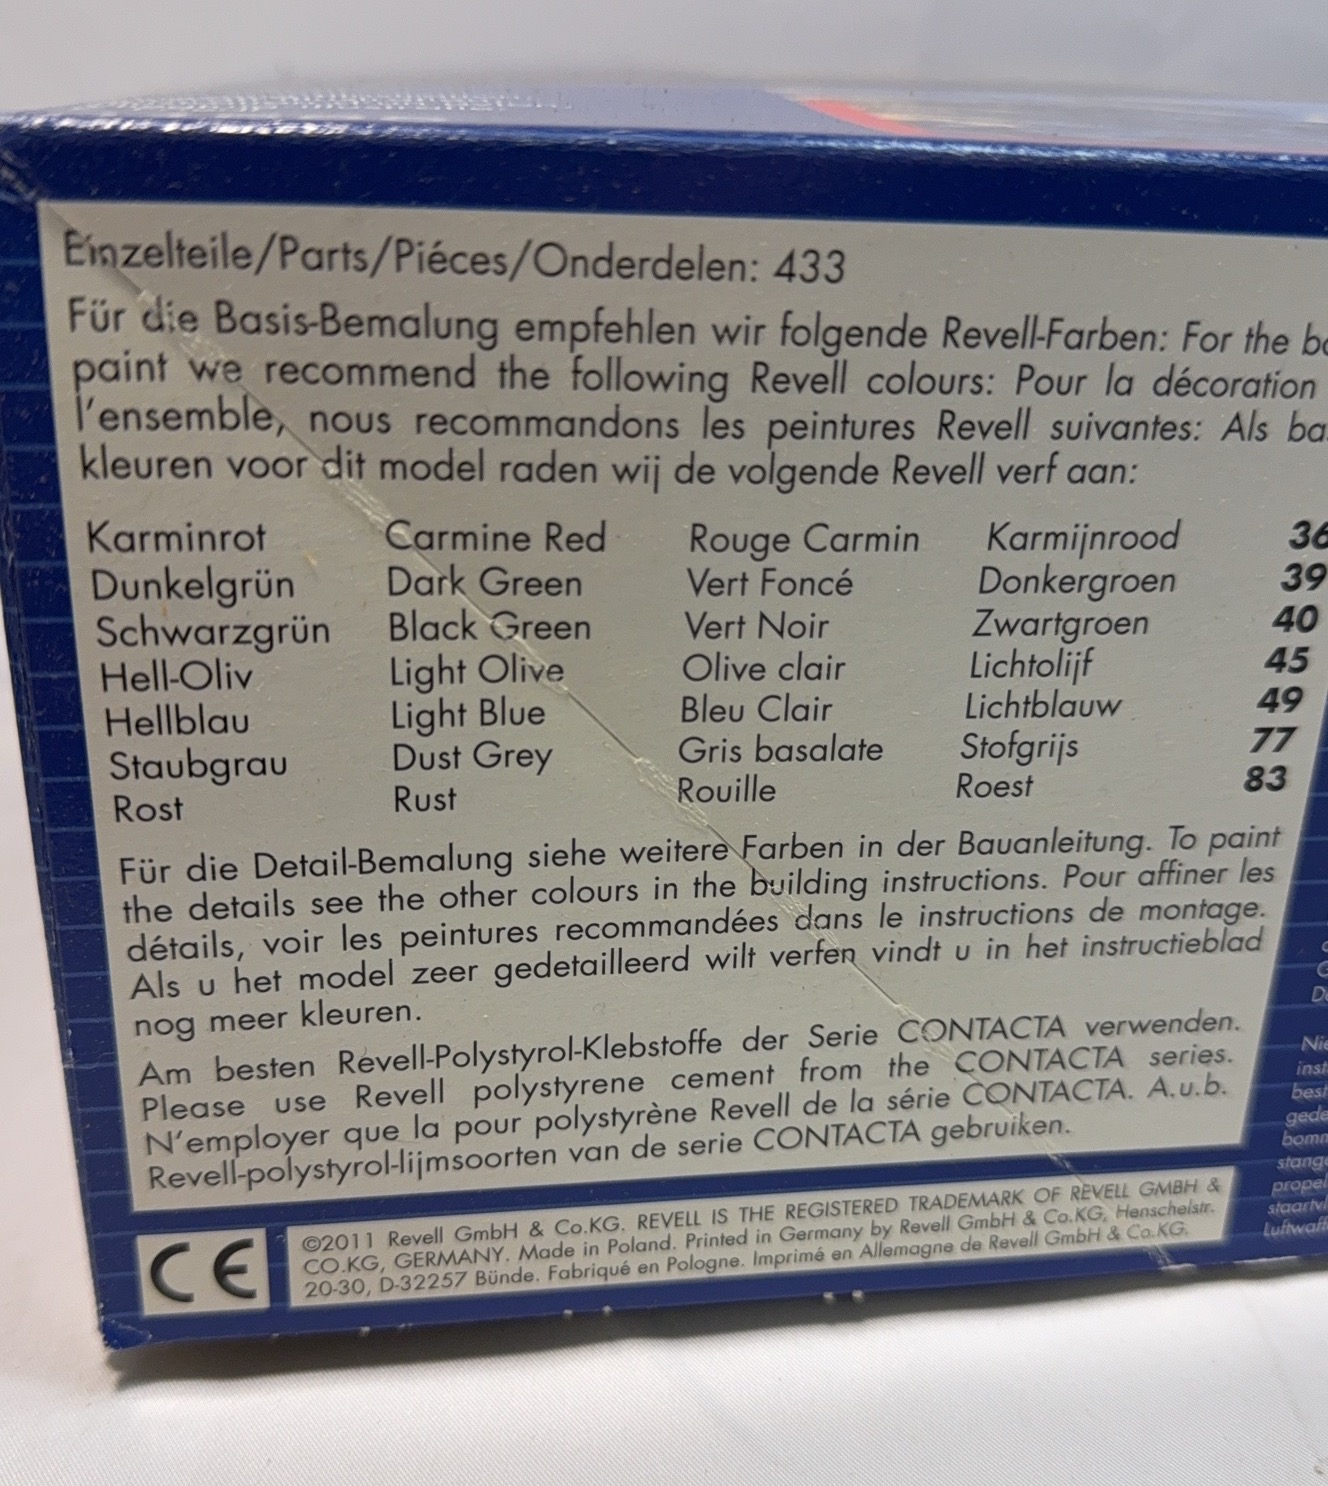 Einzelteile/Parts/Piéces/Onderdelen: 433
Für die Basis-Bemalung empfehlen wir folgende Revell-Farben: For the
paint we recommend the following Revell colours: Pour la décoration
l'ensemble, nous recommandons les peintures Revell suivantes: Als
kleuren voor dit model raden wij de volgende Revell verf aan:
Karminrot Carmine Red Rouge Carmin Karmijnrood 36
Dunkelgrün Dark Green Vert Foncé Donkergroen 39
Schwarzgrün Black Green Vert Noir Zwartgroen 40
Hell-Oliv Light Olive Olive clair Lichtolijf 45
Hellblau Light Blue Bleu Clair Lichtblauw 49
Staubgrau Dust Grey Gris basalate Stofgrijs 77
Rost Rust Rouille Roest 83
Für die Detail-Bemalung siehe weitere Farben in der Bauanleitung. To paint
the details see the other colours in the building instructions. Pour affiner les
détails, voir les peintures recommandées dans le instructions de montage.
Als u het model zeer gedetailleerd wilt verfen vindt u in het instructieblad
nog meer kleuren.
Am besten Revell-Polystyrol-Klebstoffe der Serie CONTACTA verwenden.
Please use Revell polystyrene cement from the CONTACTA series.
N'employer que la pour polystyrène Revell de la série CONTACTA. A.u.b.
Revell-polystyrol-lijmsoorten van de serie CONTACTA gebruiken.
CE
©2011 Revell GmbH & Co.KG. REVELL IS THE REGISTERED TRADEMARK OF REVELL GMBH &
CO.KG, GERMANY. Made in Poland. Printed in Germany by Revell GmbH & Co.KG, Henschelstr.
20-30, D-32257 Bünde. Fabriqué en Pologne. Imprimé en Allemagne de Revell GmbH & Co.KG.